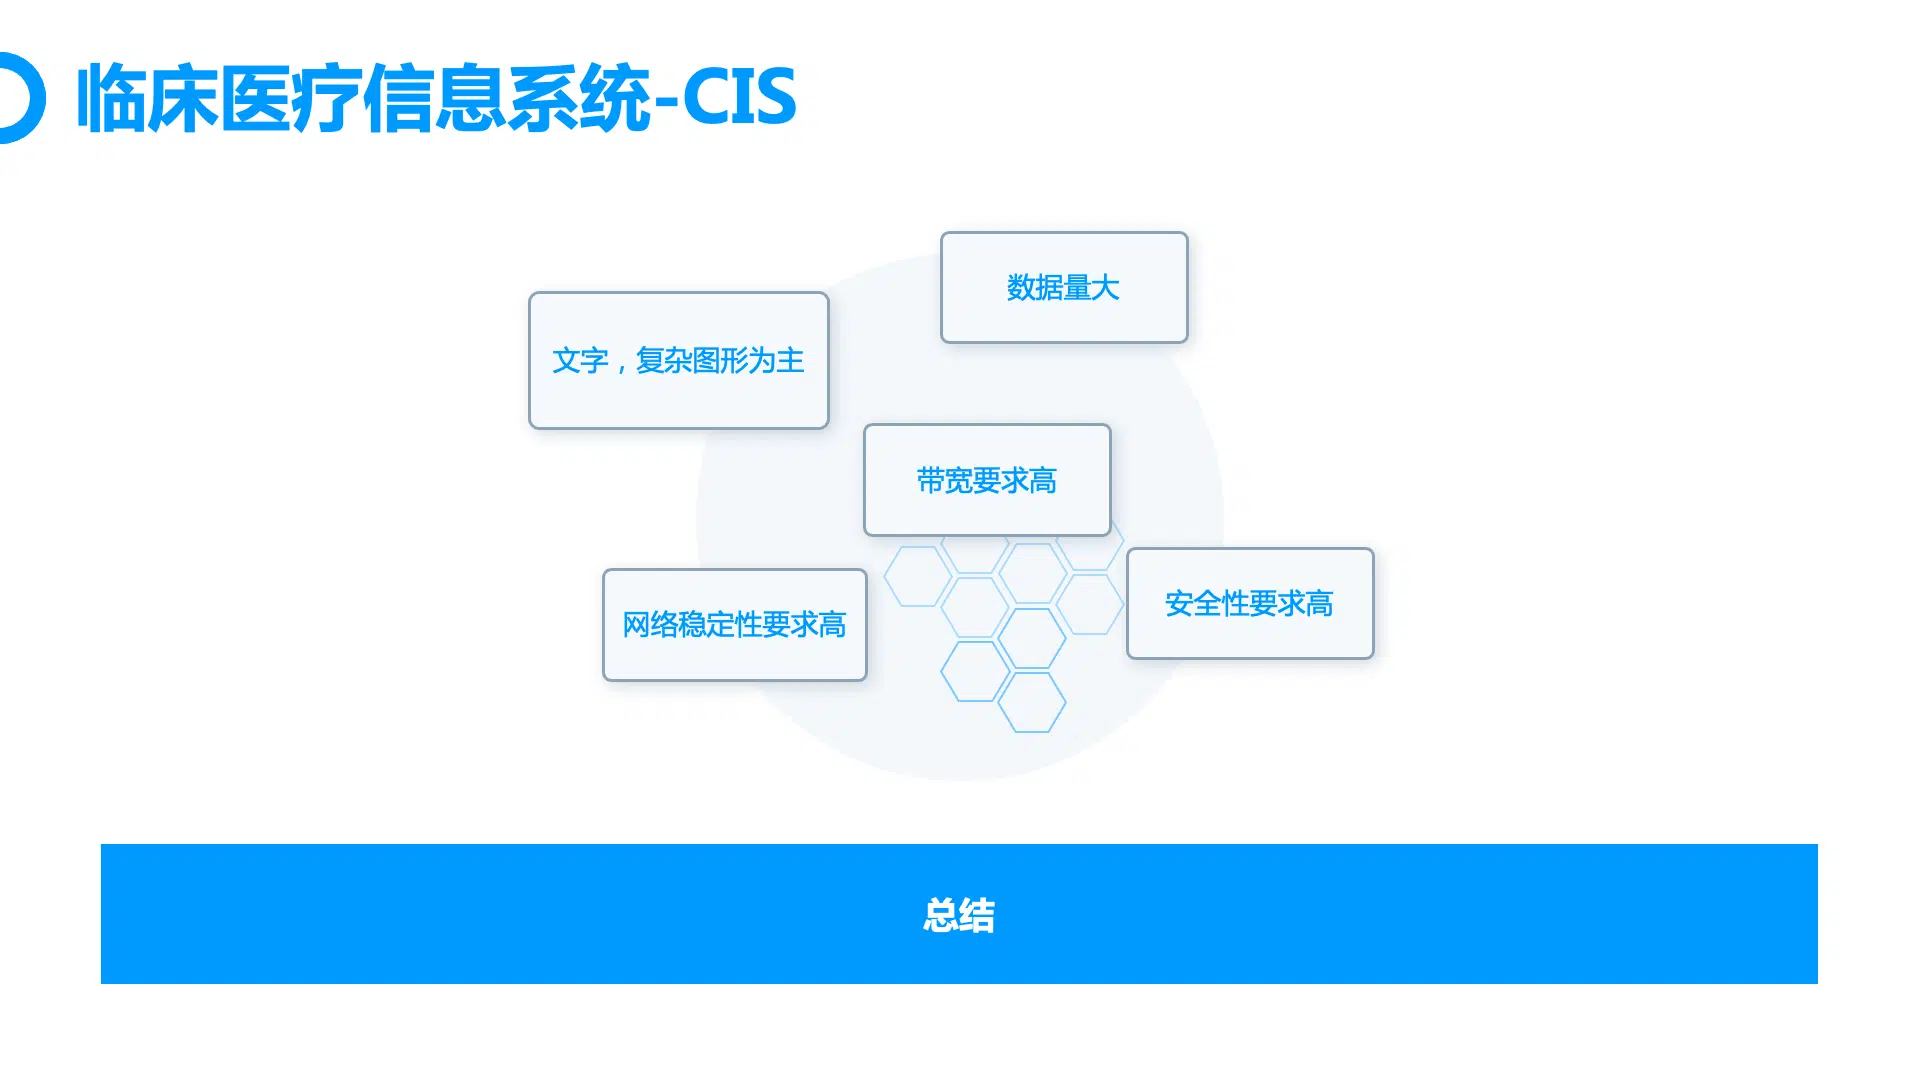 临床医疗信息系统-CIS
数据量大
文字，复杂图形为主
带宽要求高
安全性要求高
网络稳定性要求高
总结